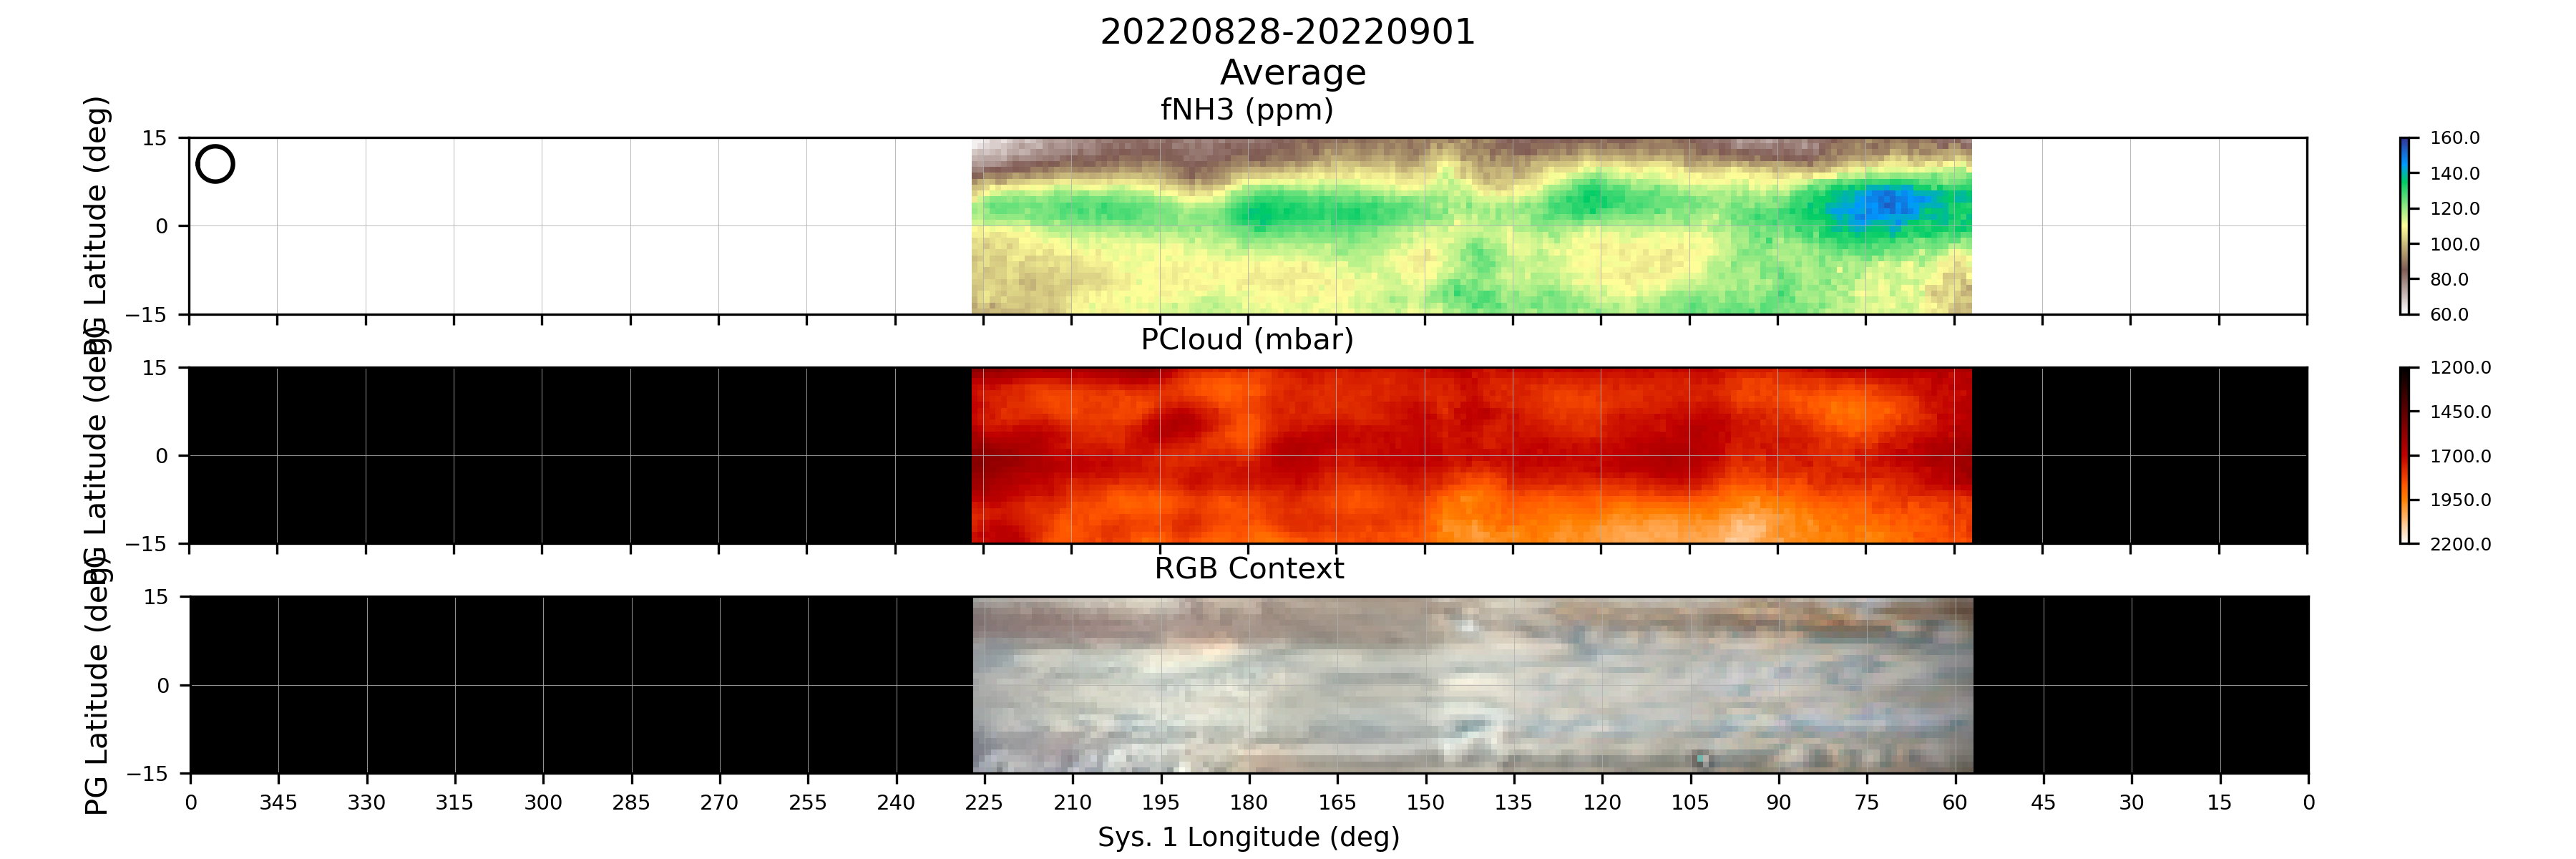 20220828-20220901
Average
fNH3 (ppm)
PG Latitude (deg)
15
0
−15
160.0
140.0
120.0
100.0
80.0
60.0
PCloud (mbar)
PG Latitude (deg)
15
0
−15
1200.0
1450.0
1700.0
1950.0
2200.0
RGB Context
PG Latitude (deg)
15
0
−15
0 345 330 315 300 285 270 255 240 225 210 195 180 165 150 135 120 105 90 75 60 45 30 15 0
Sys. 1 Longitude (deg)